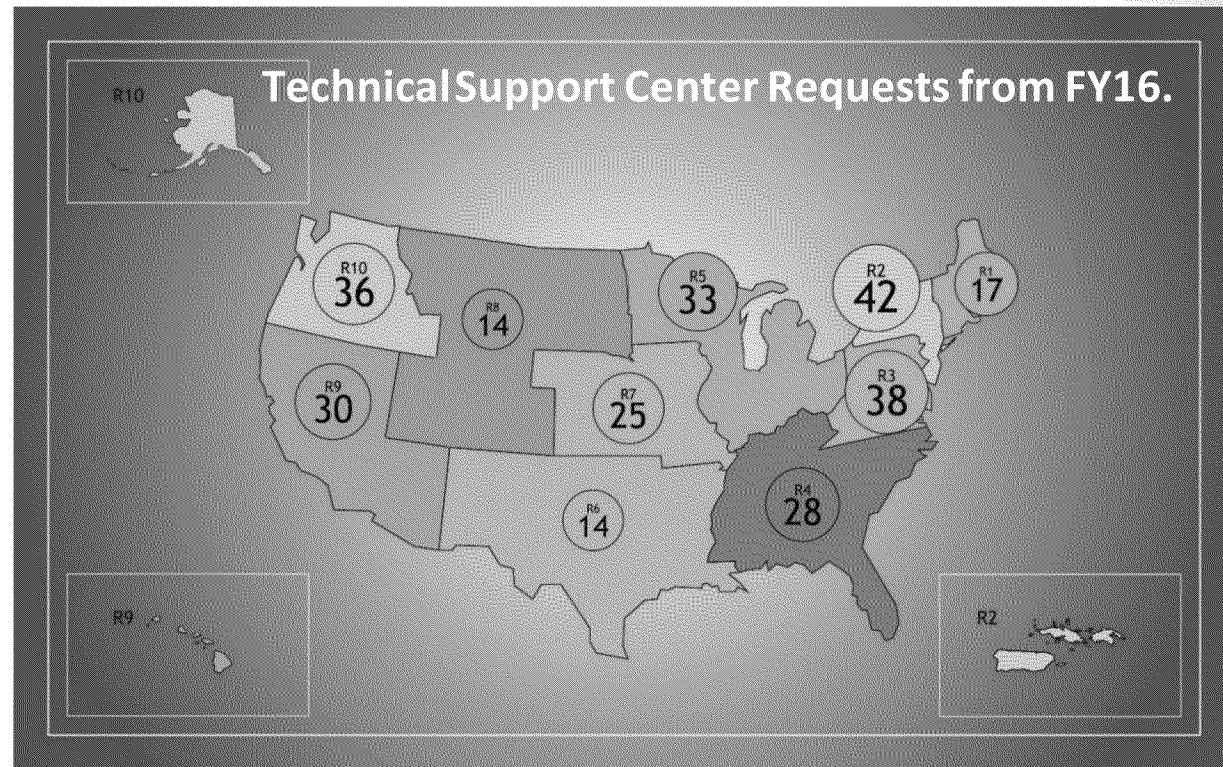 Technical Support Center Requests from FY16.
R10
R10
36
R8
14
R5
33
R2
42
R1
17
R9
30
R7
25
R3
38
R6
14
R4
28
R9
R2